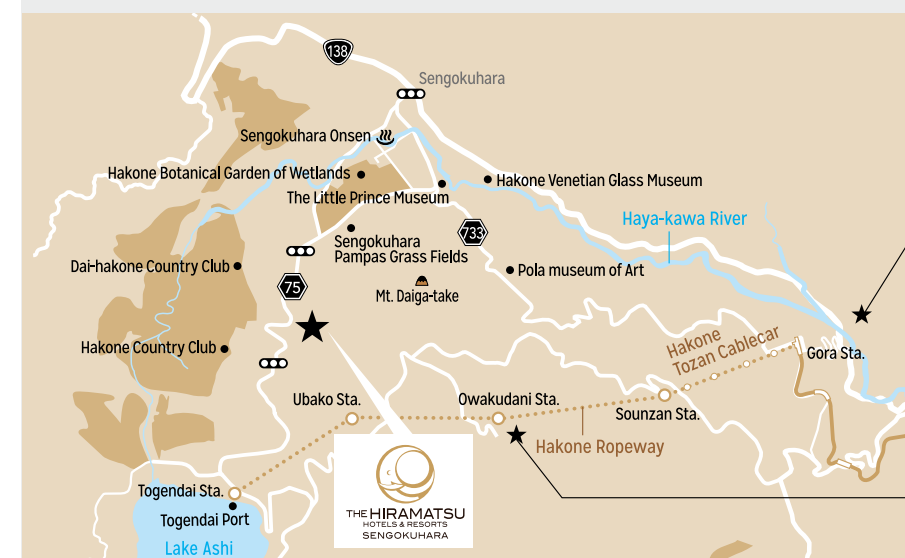 138
Sengokuhara
Sengokuhara Onsen
Hakone Botanical Garden of Wetlands
The Little Prince Museum
Hakone Venetian Glass Museum
Haya-kawa River
733
Sengokuhara
Pampas Grass Fields
Dai-hakone Country Club
Pola museum of Art
75
Mt. Daiga-take
Hakone Country Club
Hakone
Tozan Cablecar
Gora Sta.
Ubako Sta.
Owakudani Sta.
Sounzan Sta.
Hakone Ropeway
Togendai Sta.
Togendai Port
Lake Ashi
THE HIRAMATSU
HOTELS & RESORTS
SENGOKUHARA